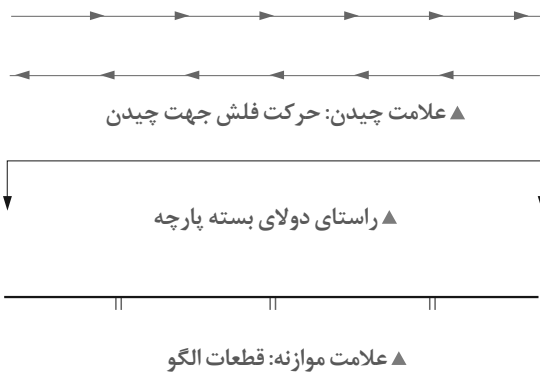 ▲ علامت چیدن: حرکت فلش جهت چیدن
▲ راستای دولای بسته پارچه
▲ علامت موازنه: قطعات الگو